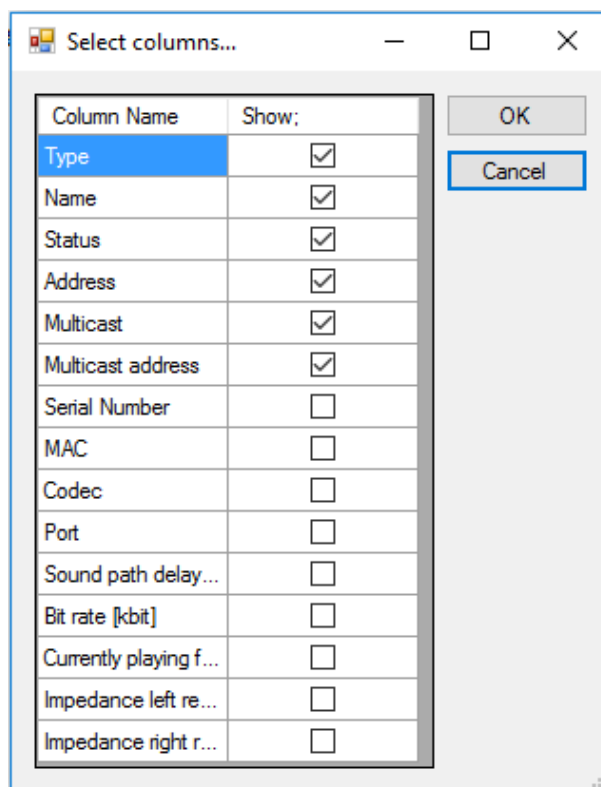 Select columns...
Column Name Show;
OK
Type
Cancel
Name
Status
Address
Multicast
Multicast address
Serial Number
MAC
Codec
Port
Sound path delay...
Bit rate [kbit]
Currently playing f...
Impedance left re...
Impedance right r...